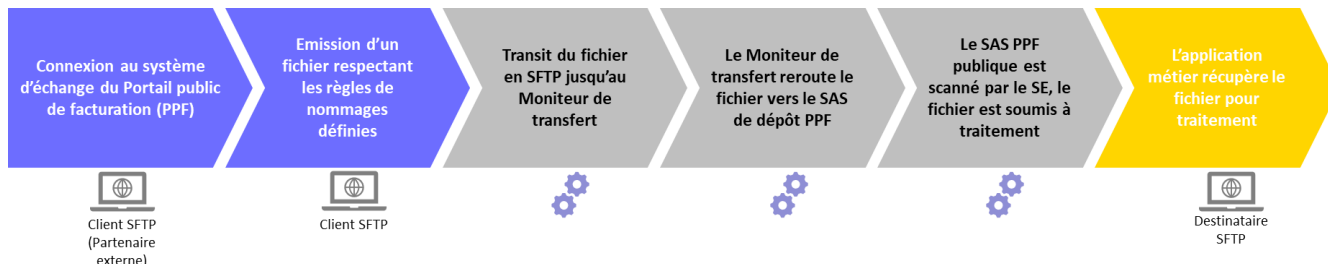 Connexion au système
d'échange du Portail public
de facturation (PPF)
Emission d'un
fichier respectant
les règles de
nommages
définies
Transit du fichier
en SFTP jusqu'au
Moniteur de
transfert
Le Moniteur de
transfert reroute le
fichier vers le SAS
de dépôt PPF
Le SAS PPF
publique est
scanné par le SE, le
fichier est soumis à
traitement
L'application
métier récupère le
fichier pour
traitement
Client SFTP
(Partenaire
externe)
Client SFTP
Destinataire
SFTP